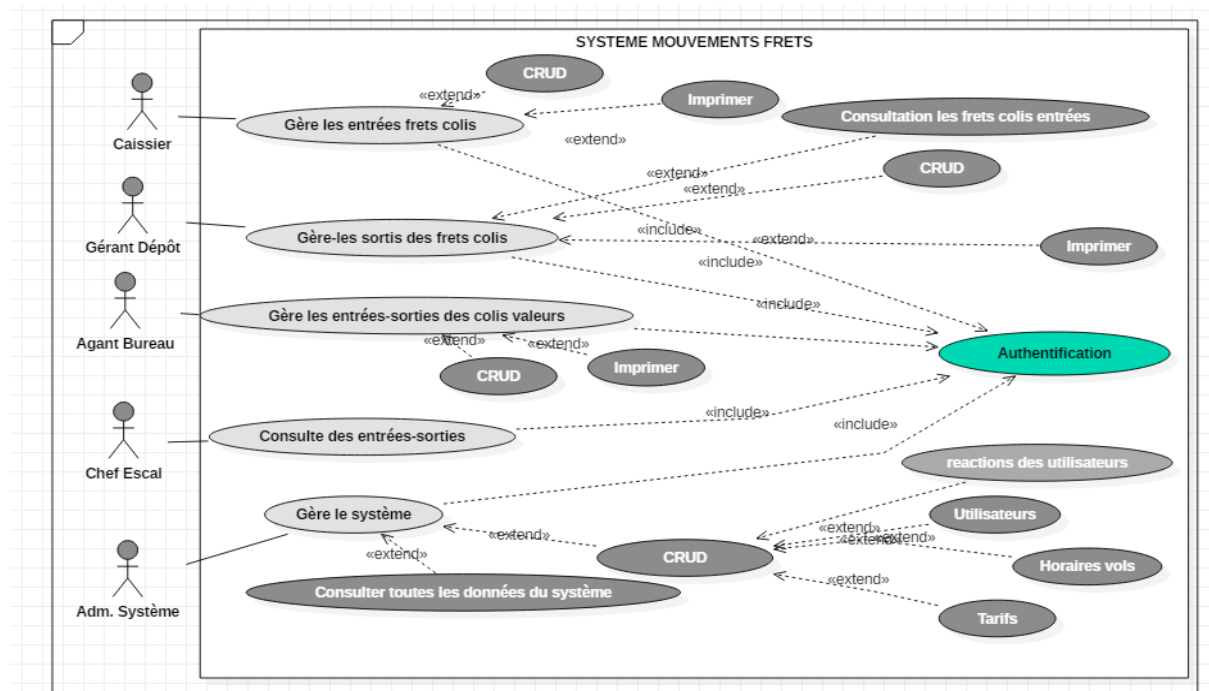 SYSTEME MOUVEMENTS FRETS
CRUD
«extend»
Imprimer
Gère les entrées frets colis
Caissier
«extend»
Consultation les frets colis entrées
«extend»
CRUD
«extend»
Gérant Dépôt
Gère-les sortis des frets colis
«include»
«extend»
Imprimer
«include»
Agant Bureau
Gère les entrées-sorties des colis valeurs
«include»
«extend»
«extend»
CRUD
Imprimer
Authentification
Chef Escal
Consulte des entrées-sorties
«include»
«include»
reactions des utilisateurs
Gère le système
Utilisateurs
«extend»
«extend»
«extend»
«extend»
CRUD
Horaires vols
«extend»
«extend»
Adm. Système
Consulter toutes les données du système
Tarifs